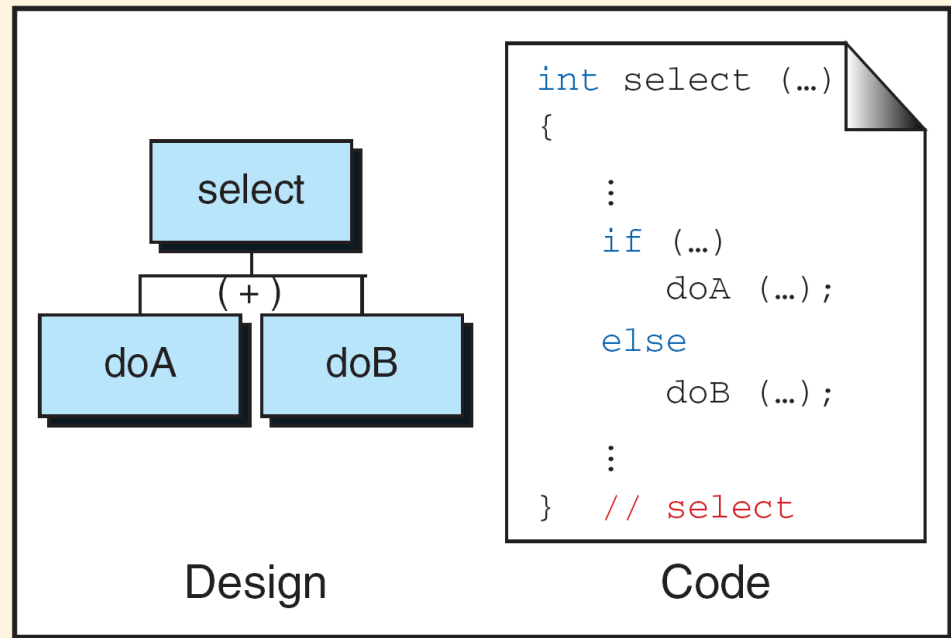 select
( + )
doA
doB
Design
int select (…)
{
⋮
if (…)
doA (…);
else
doB (…);
⋮
} // select
Code